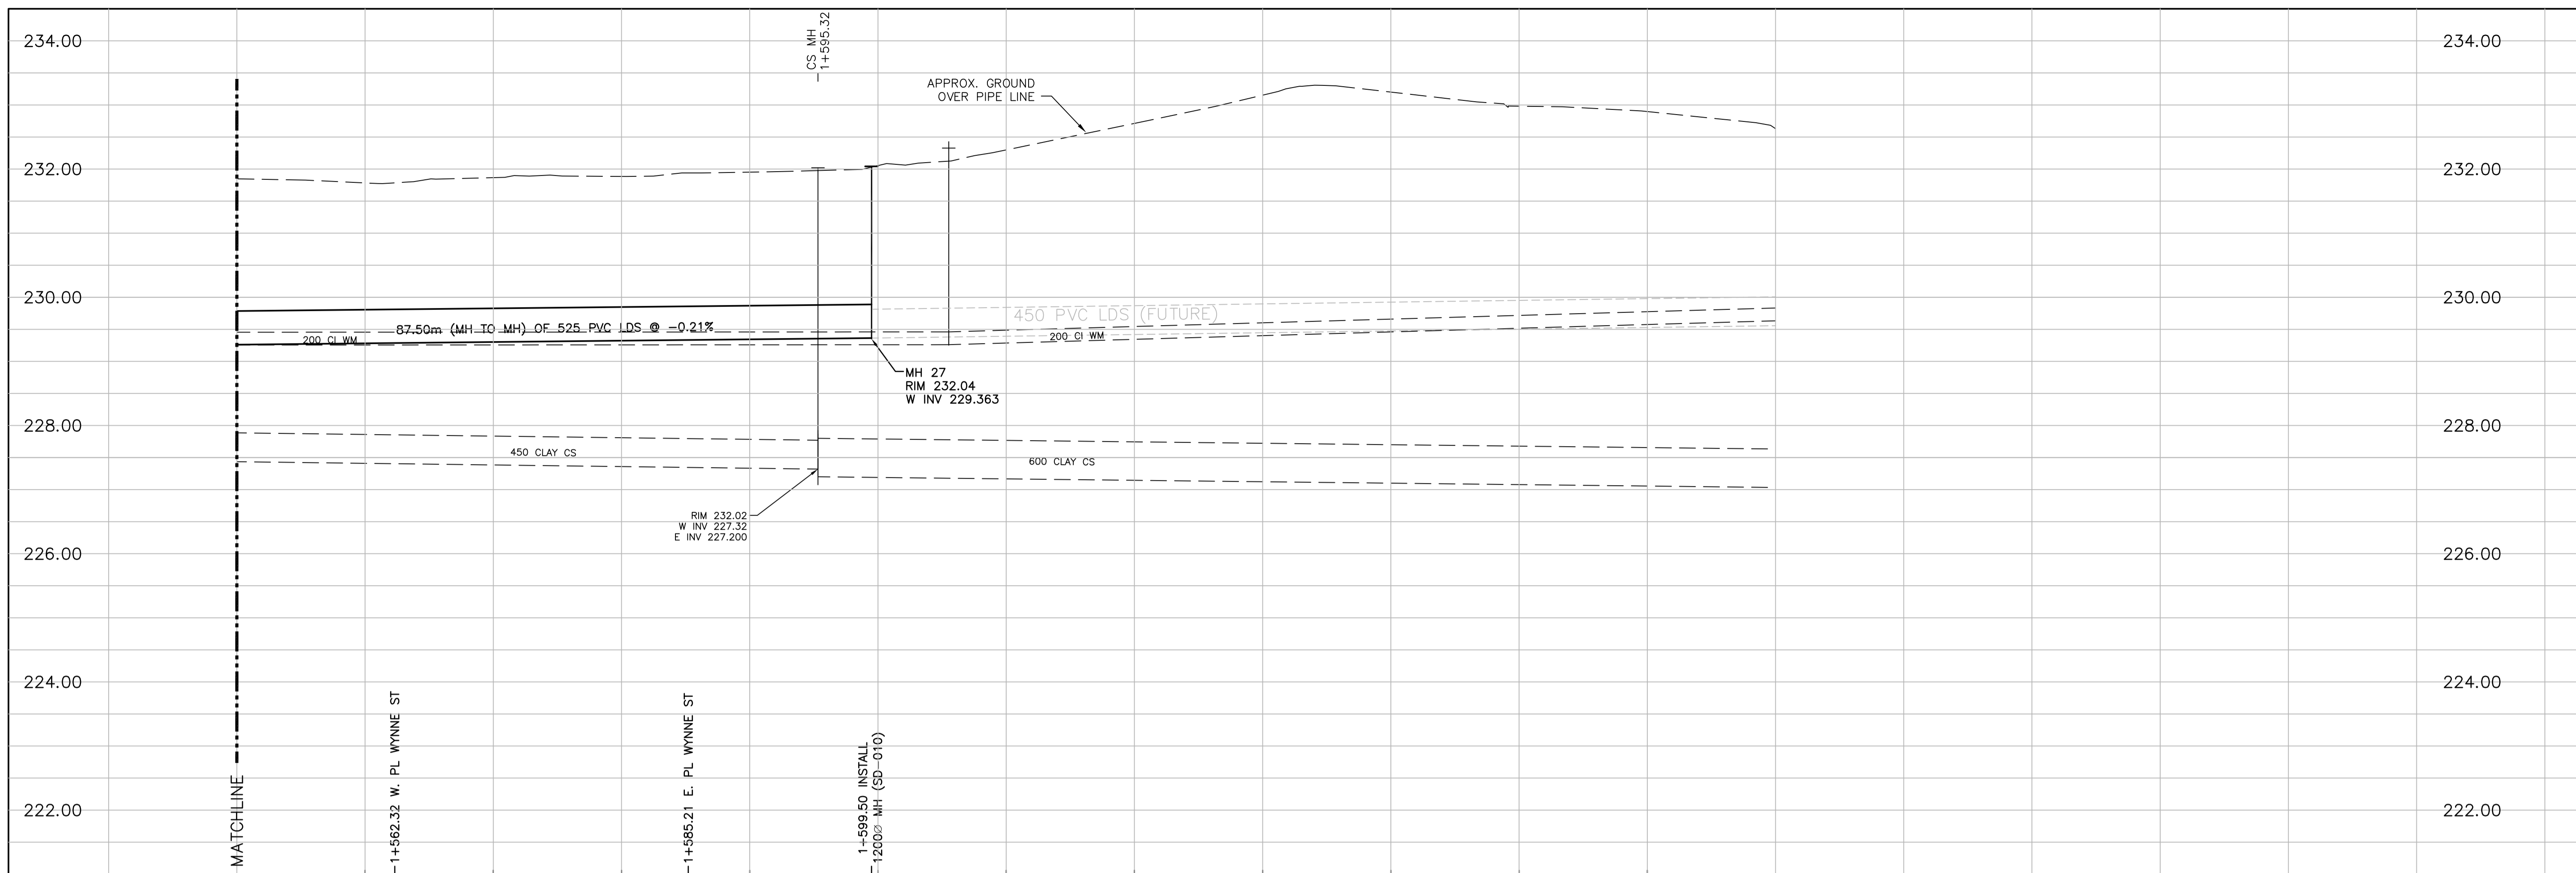 CS MH
1+595.32
234.00
234.00
APPROX. GROUND
OVER PIPE LINE
232.00
232.00
230.00
230.00
450 PVC LDS (FUTURE)
87.50m (MH TO MH) OF 525 PVC LDS @ -0.21%
200 CI WM
200 CI WM
MH 27
RIM 232.04
W INV 229.363
228.00
228.00
450 CLAY CS
600 CLAY CS
RIM 232.02
W INV 227.32
E INV 227.200
226.00
226.00
224.00
224.00
222.00
222.00
MATCHLINE
1+562.32 W. PL WYNNE ST
1+585.21 E. PL WYNNE ST
1+599.50 INSTALL
1200Ø MH (SD-010)